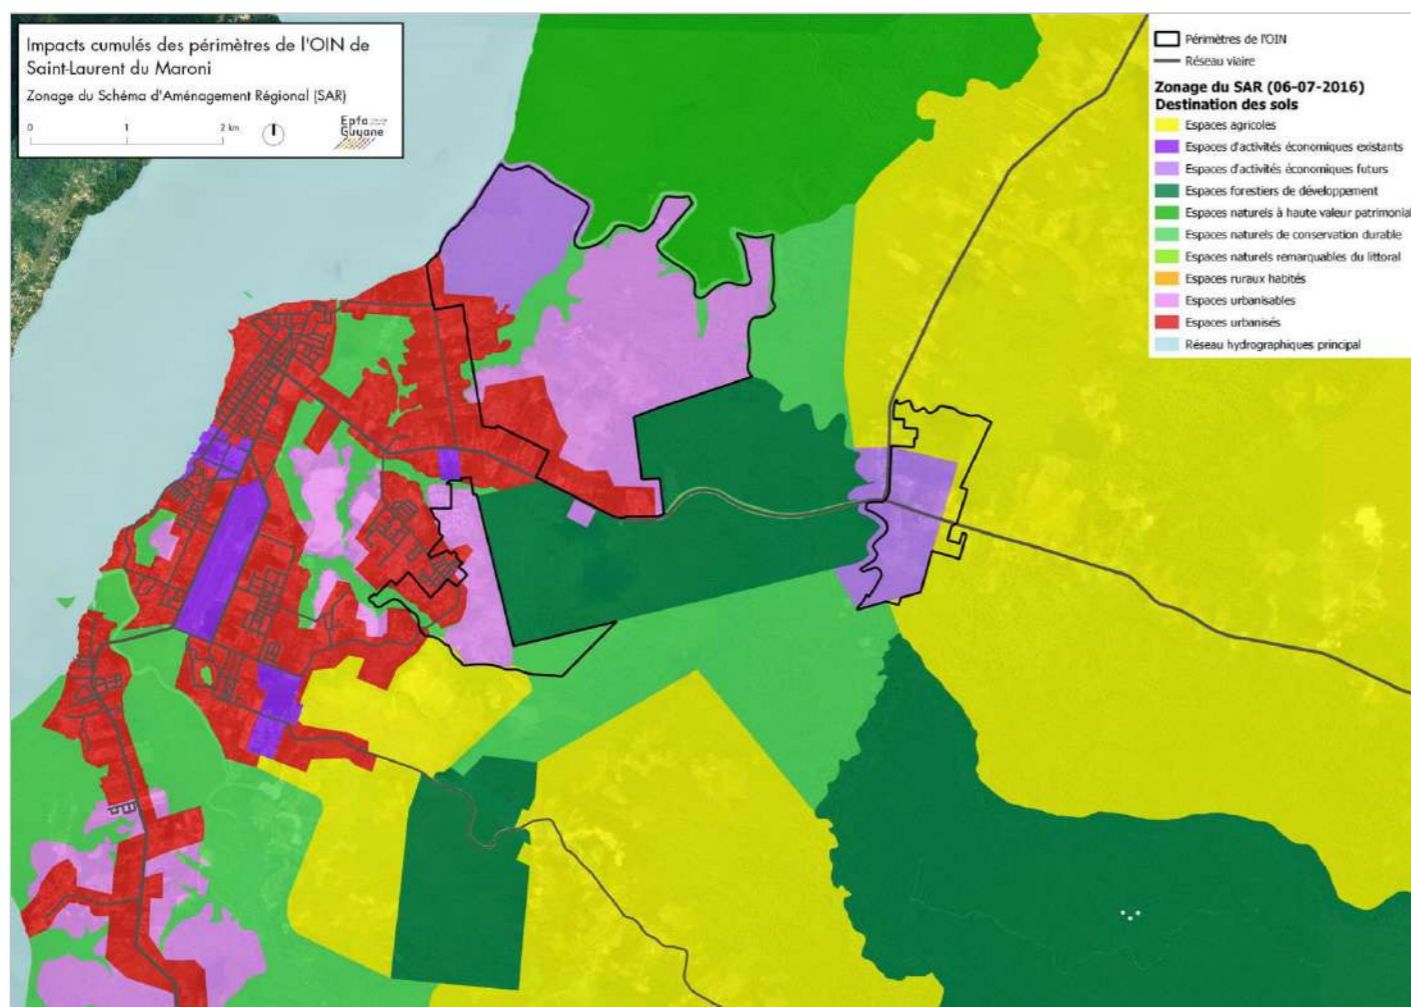 Impacts cumulés des périmètres de l'OIN de
Saint-Laurent du Maroni
Zonage du Schéma d'Aménagement Régional (SAR)
0 1 2 km
Epfa
Guyane
Périmètres de l'OIN
Réseau viaire
Zonage du SAR (06-07-2016)
Destination des sols
Espaces agricoles
Espaces d'activités économiques existants
Espaces d'activités économiques futurs
Espaces forestiers de développement
Espaces naturels à haute valeur patrimonial
Espaces naturels de conservation durable
Espaces naturels remarquables du littoral
Espaces ruraux habités
Espaces urbanisables
Espaces urbanisés
Réseau hydrographiques principal